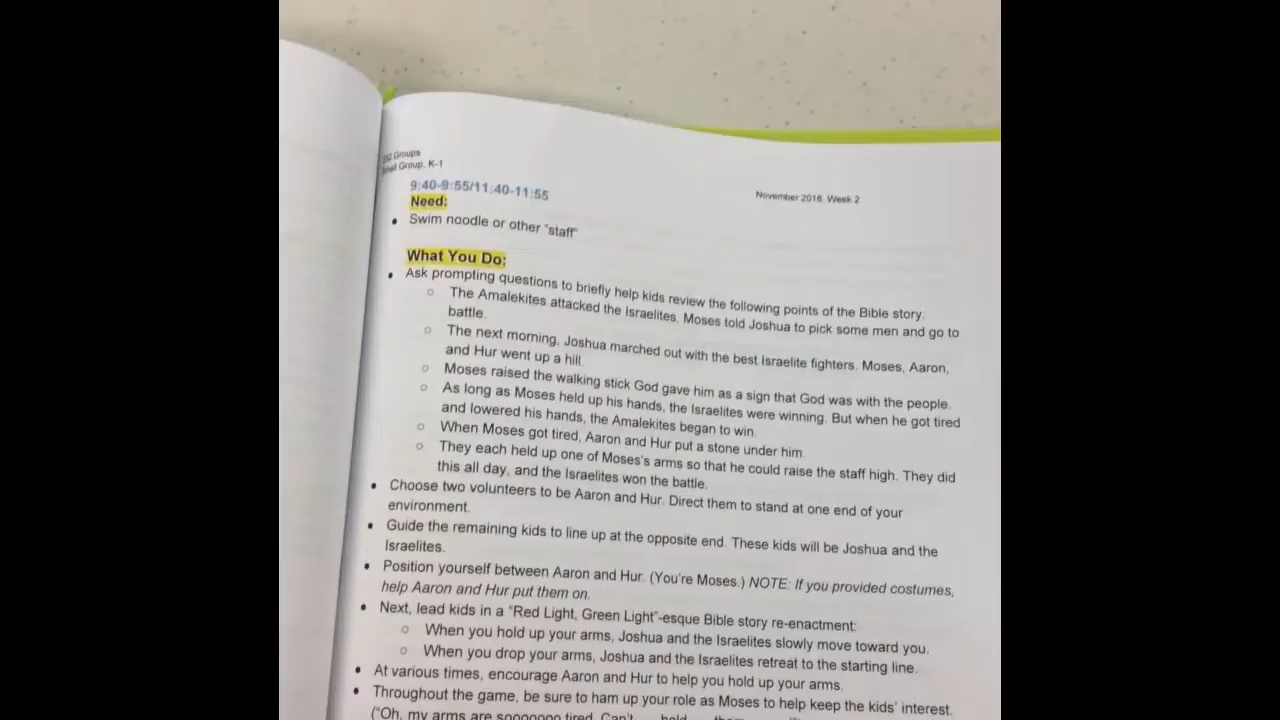 Groups
Small Group, K-1
November 2018, Week 2
9:40-9:55/11:40-11:55
Need:
• Swim noodle or other "staff"
What You Do:
• Ask prompting questions to briefly help kids review the following points of the Bible story.
○ The Amalekites attacked the Israelites. Moses told Joshua to pick some men and go to
battle.
○ The next morning, Joshua marched out with the best Israelite fighters. Moses, Aaron,
and Hur went up a hill.
○ Moses raised the walking stick God gave him as a sign that God was with the people.
○ As long as Moses held up his hands, the Israelites were winning. But when he got tired
and lowered his hands, the Amalekites began to win.
○ When Moses got tired, Aaron and Hur put a stone under him.
○ They each held up one of Moses's arms so that he could raise the staff high. They did
this all day, and the Israelites won the battle.
• Choose two volunteers to be Aaron and Hur. Direct them to stand at one end of your
environment.
• Guide the remaining kids to line up at the opposite end. These kids will be Joshua and the
Israelites.
• Position yourself between Aaron and Hur. (You're Moses.) NOTE: If you provided costumes,
help Aaron and Hur put them on.
• Next, lead kids in a "Red Light, Green Light"-esque Bible story re-enactment:
○ When you hold up your arms, Joshua and the Israelites slowly move toward you.
○ When you drop your arms, Joshua and the Israelites retreat to the starting line.
• At various times, encourage Aaron and Hur to help you hold up your arms.
• Throughout the game, be sure to ham up your role as Moses to help keep the kids' interest.
("Oh, my arms are soooooo tired. Can't